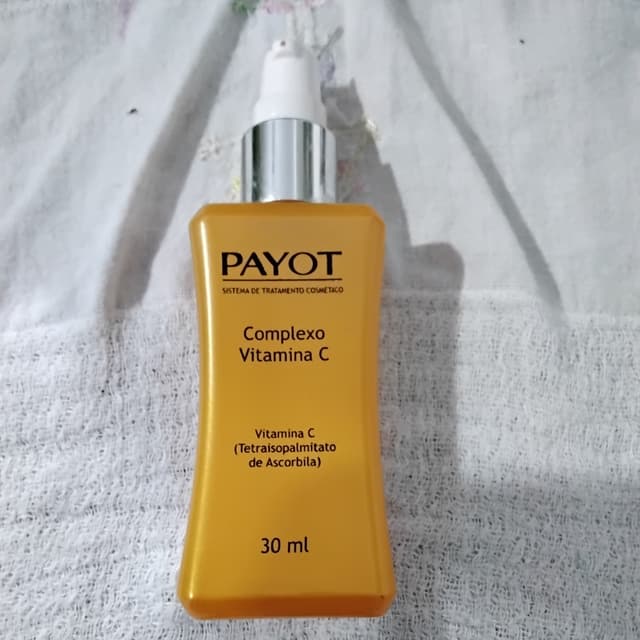 PAYOT
SISTEMA DE TRATAMENTO COSMÉTICO
Complexo
Vitamina C
Vitamina C
(Tetraisopalmitato
de Ascorbila)
30 ml